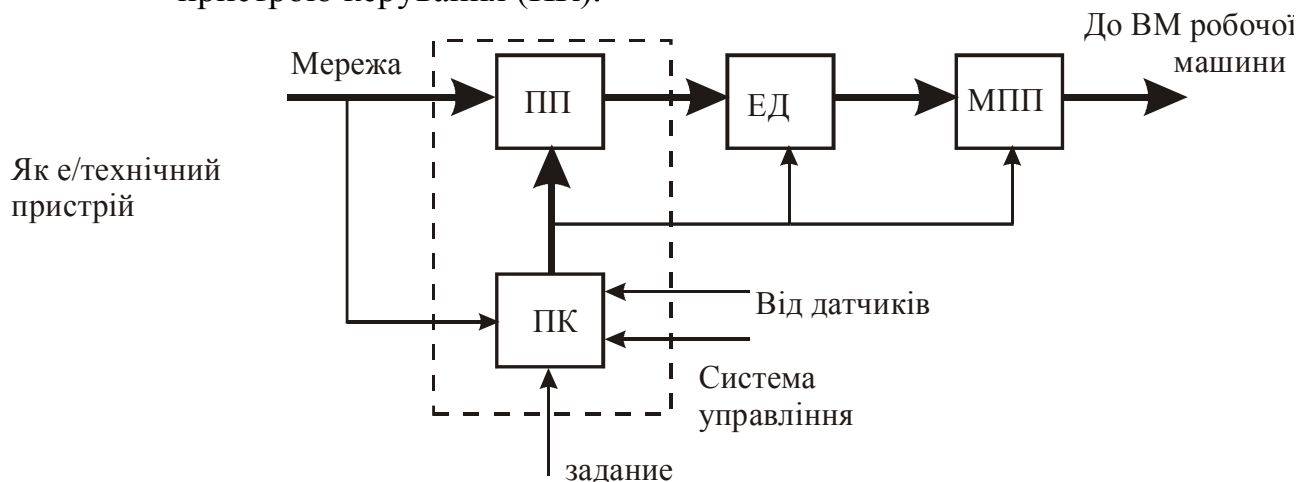 пристрою керування (ПК).
До ВМ робочої
машини
Мережа
ПП
ЕД
МПП
Як е/технічний
пристрій
ПК
Від датчиків
Система
управління
задание